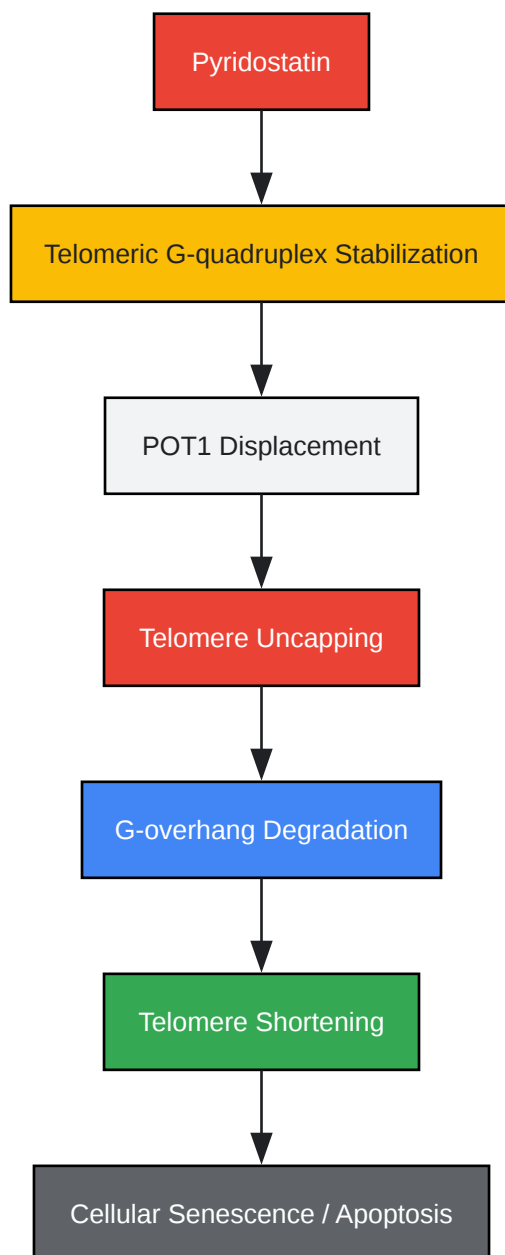 Pyridostatin
Telomeric G-quadruplex Stabilization
POT1 Displacement
Telomere Uncapping
G-overhang Degradation
Telomere Shortening
Cellular Senescence / Apoptosis